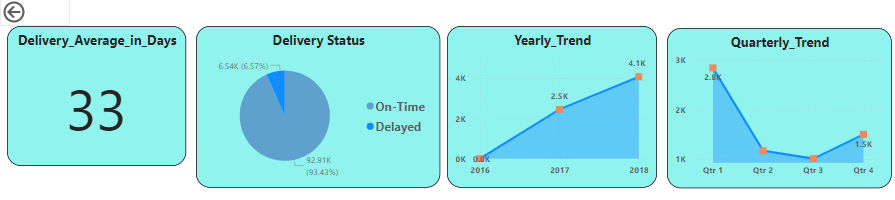 Delivery_Average_in_Days
33
Delivery Status
6.54K (6.57%)
92.91K
(93.43%)
On-Time
Delayed
Yearly_Trend
4K
2K
0K
0.0K
2.5K
4.1K
2016
2017
2018
Quarterly_Trend
3K
2K
1K
2.8K
1.5K
Qtr 1
Qtr 2
Qtr 3
Qtr 4